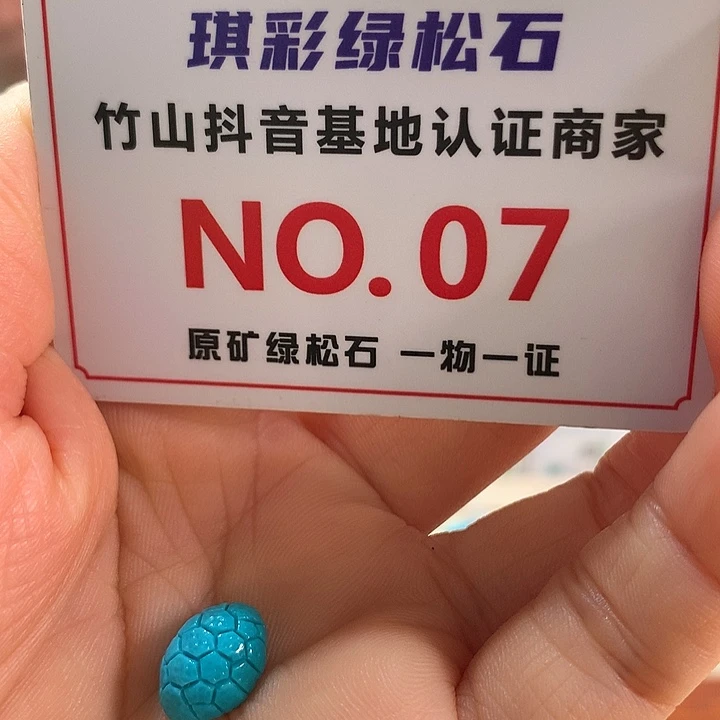 琪彩绿松石
竹山抖音基地认证商家
NO.07
原矿绿松石 一物一证